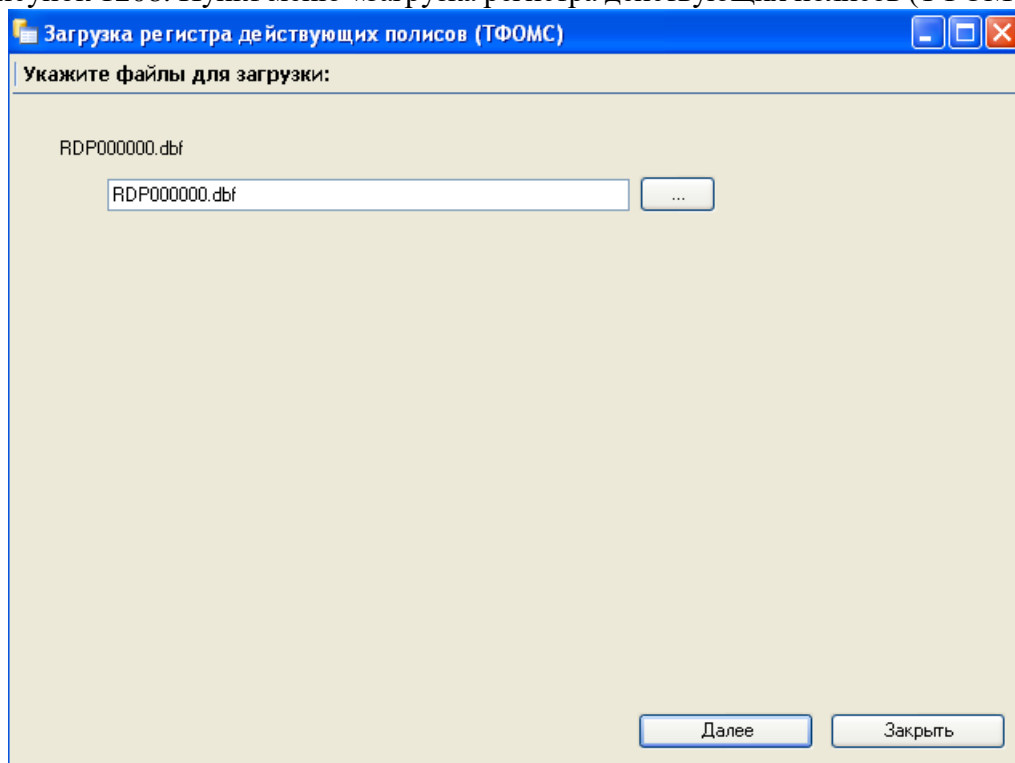 Загрузка регистра действующих полисов (ТФОМС)
Укажите файлы для загрузки:
RDP000000.dbf
RDP000000.dbf
...
Далее
Закрыть